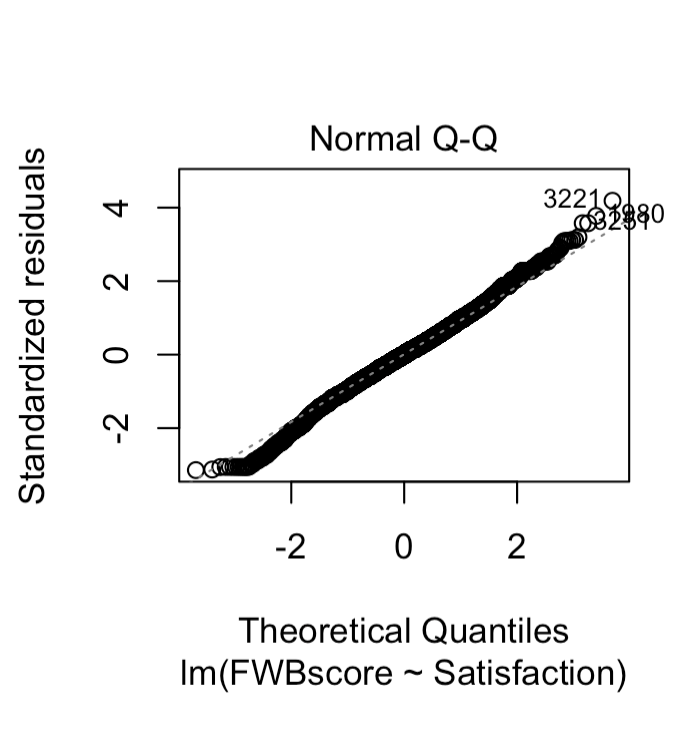 Normal Q-Q
Standardized residuals
4
2
0
-2
3221
-2
0
2
Theoretical Quantiles
lm(FWBscore ~ Satisfaction)